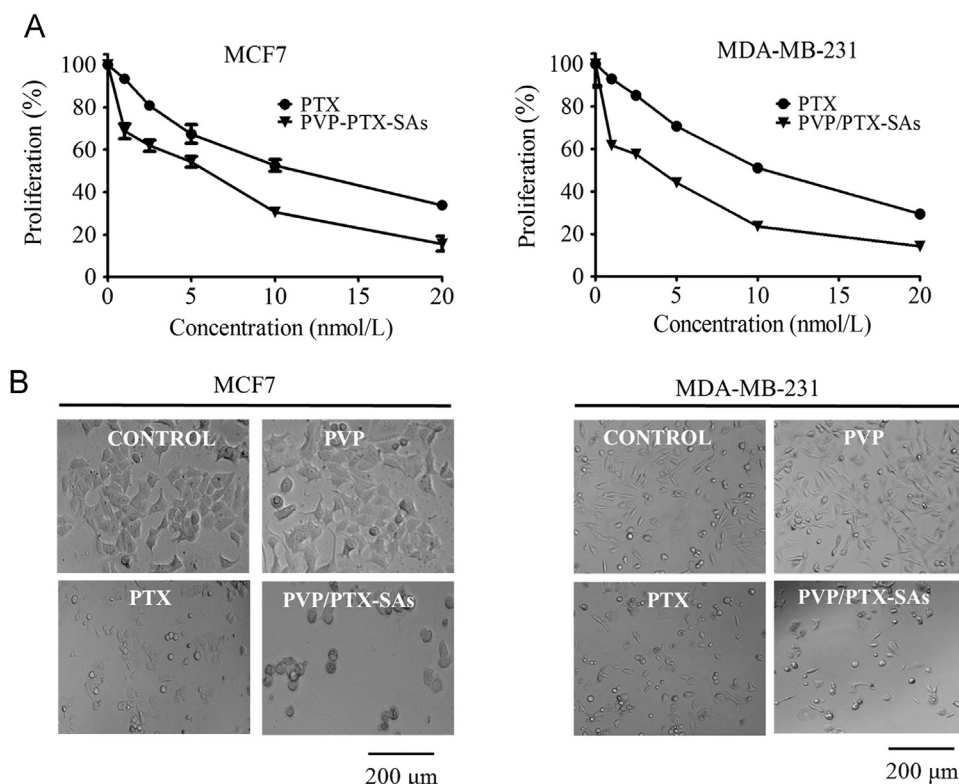 A
MCF7
PTX
PVP-PTX-SAs
Proliferation (%)
100
80
60
40
20
0
0
5
10
15
20
Concentration (nmol/L)
MDA-MB-231
PTX
PVP/PTX-SAs
Proliferation (%)
100
80
60
40
20
0
0
5
10
15
20
Concentration (nmol/L)
B
MCF7
CONTROL
PVP
PTX
PVP/PTX-SAs
200 µm
MDA-MB-231
CONTROL
PVP
PTX
PVP/PTX-SAs
200 µm